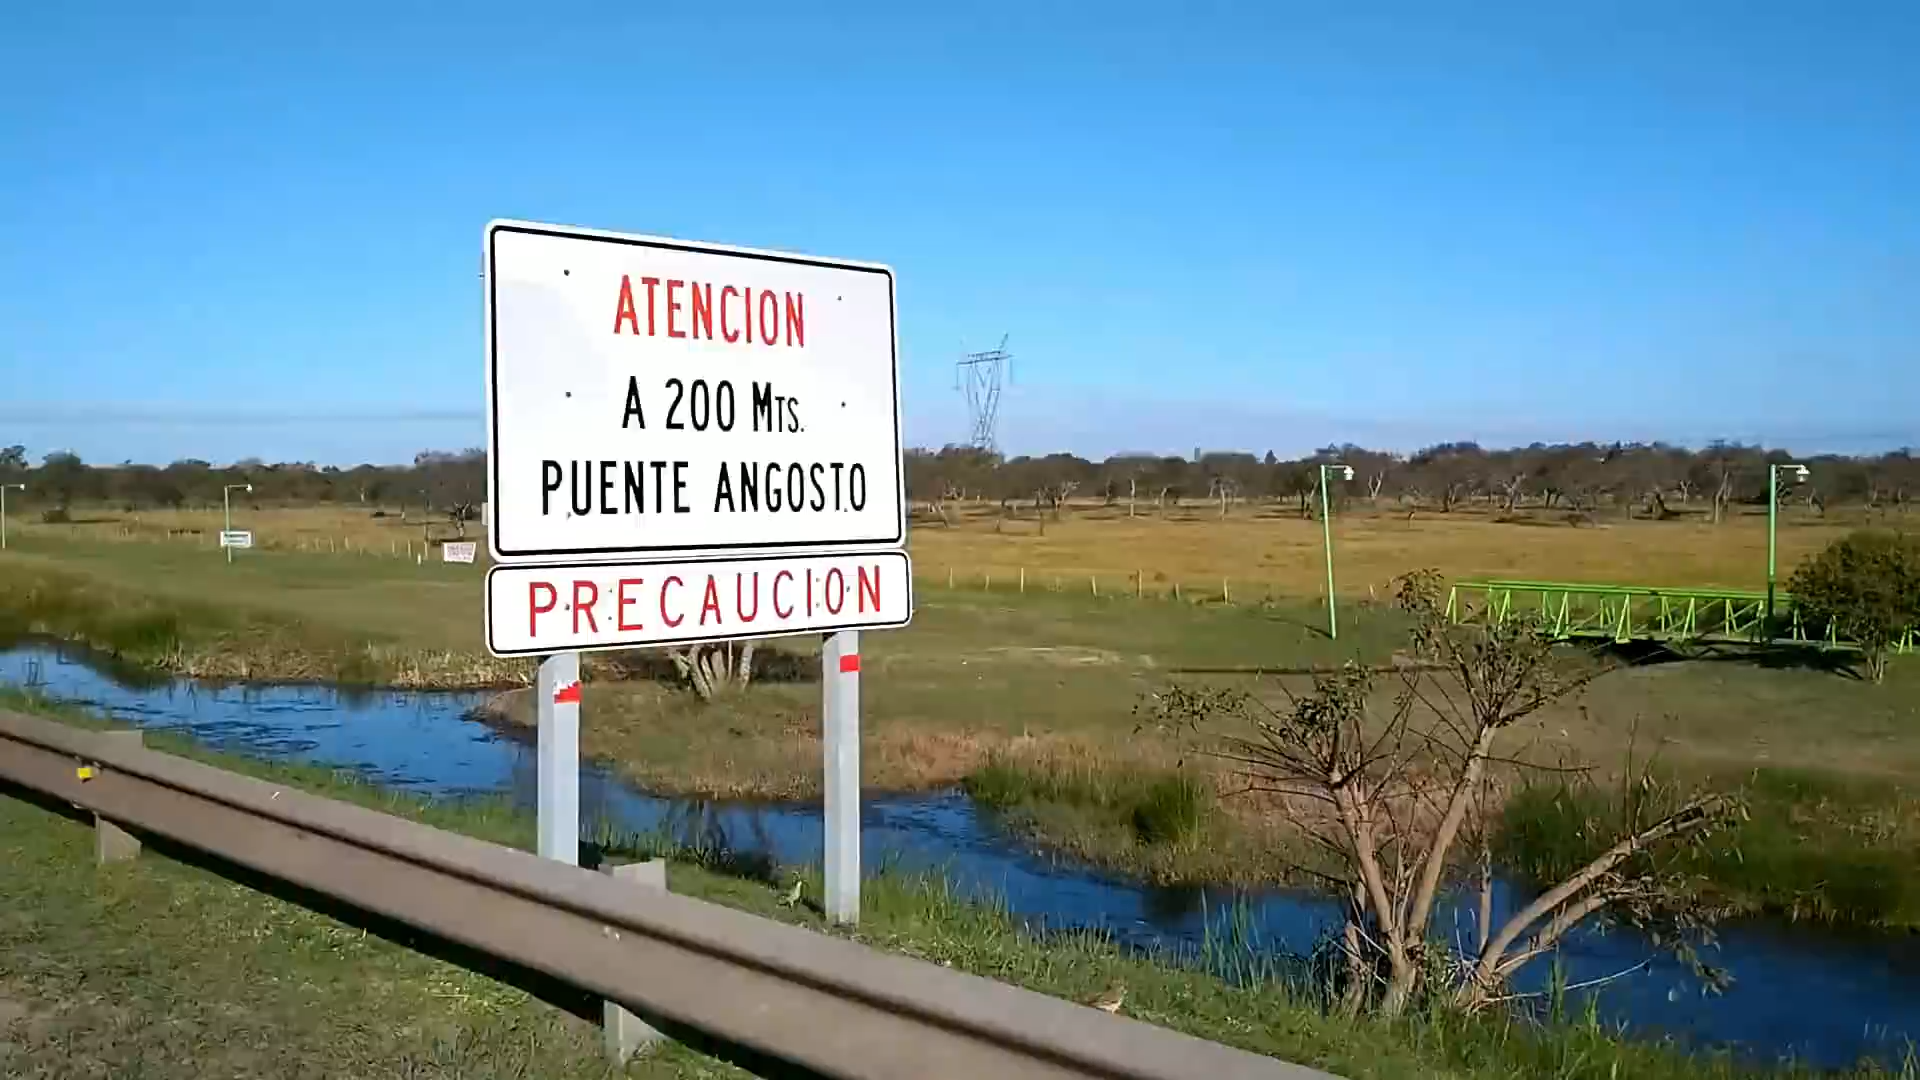 ATENCION
A 200 MTS.
PUENTE ANGOSTO
PRECAUCION